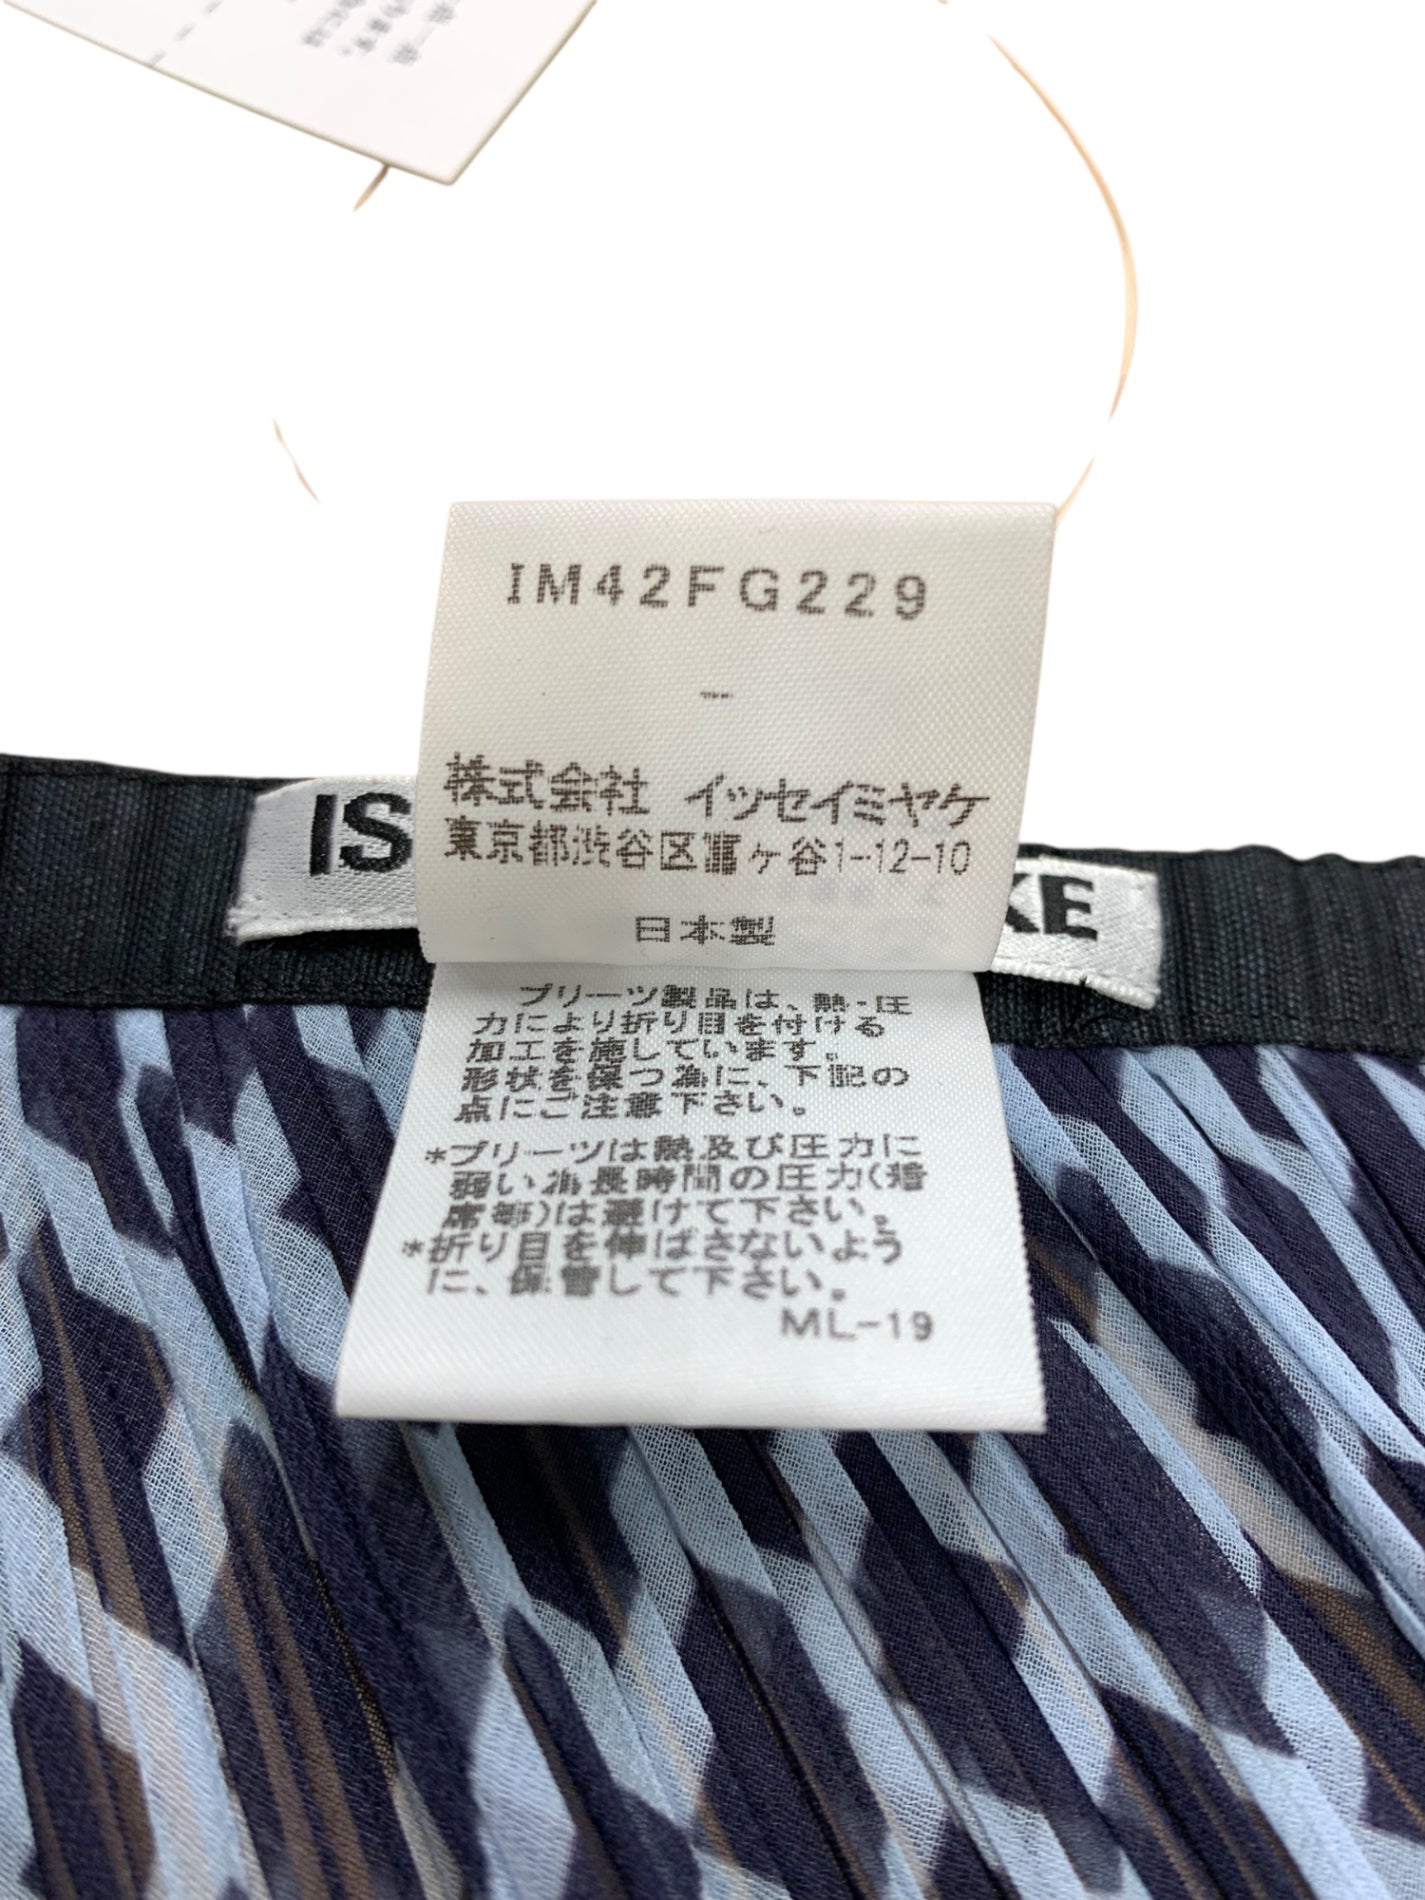 IM42FG229
-
株式会社 イッセイミヤケ
東京都渋谷区富ヶ谷1-12-10
日本製
IS
KE
プリーツ製品は、熱・圧
力により折り目を付ける
加工を施しています。
形状を保つ為に、下記の
点にご注意下さい。
*プリーツは熱及び圧力に
弱い為長時間の圧力(着
席等)は避けて下さい。
*折り目を伸ばさないよう
に、保管して下さい。
ML-19